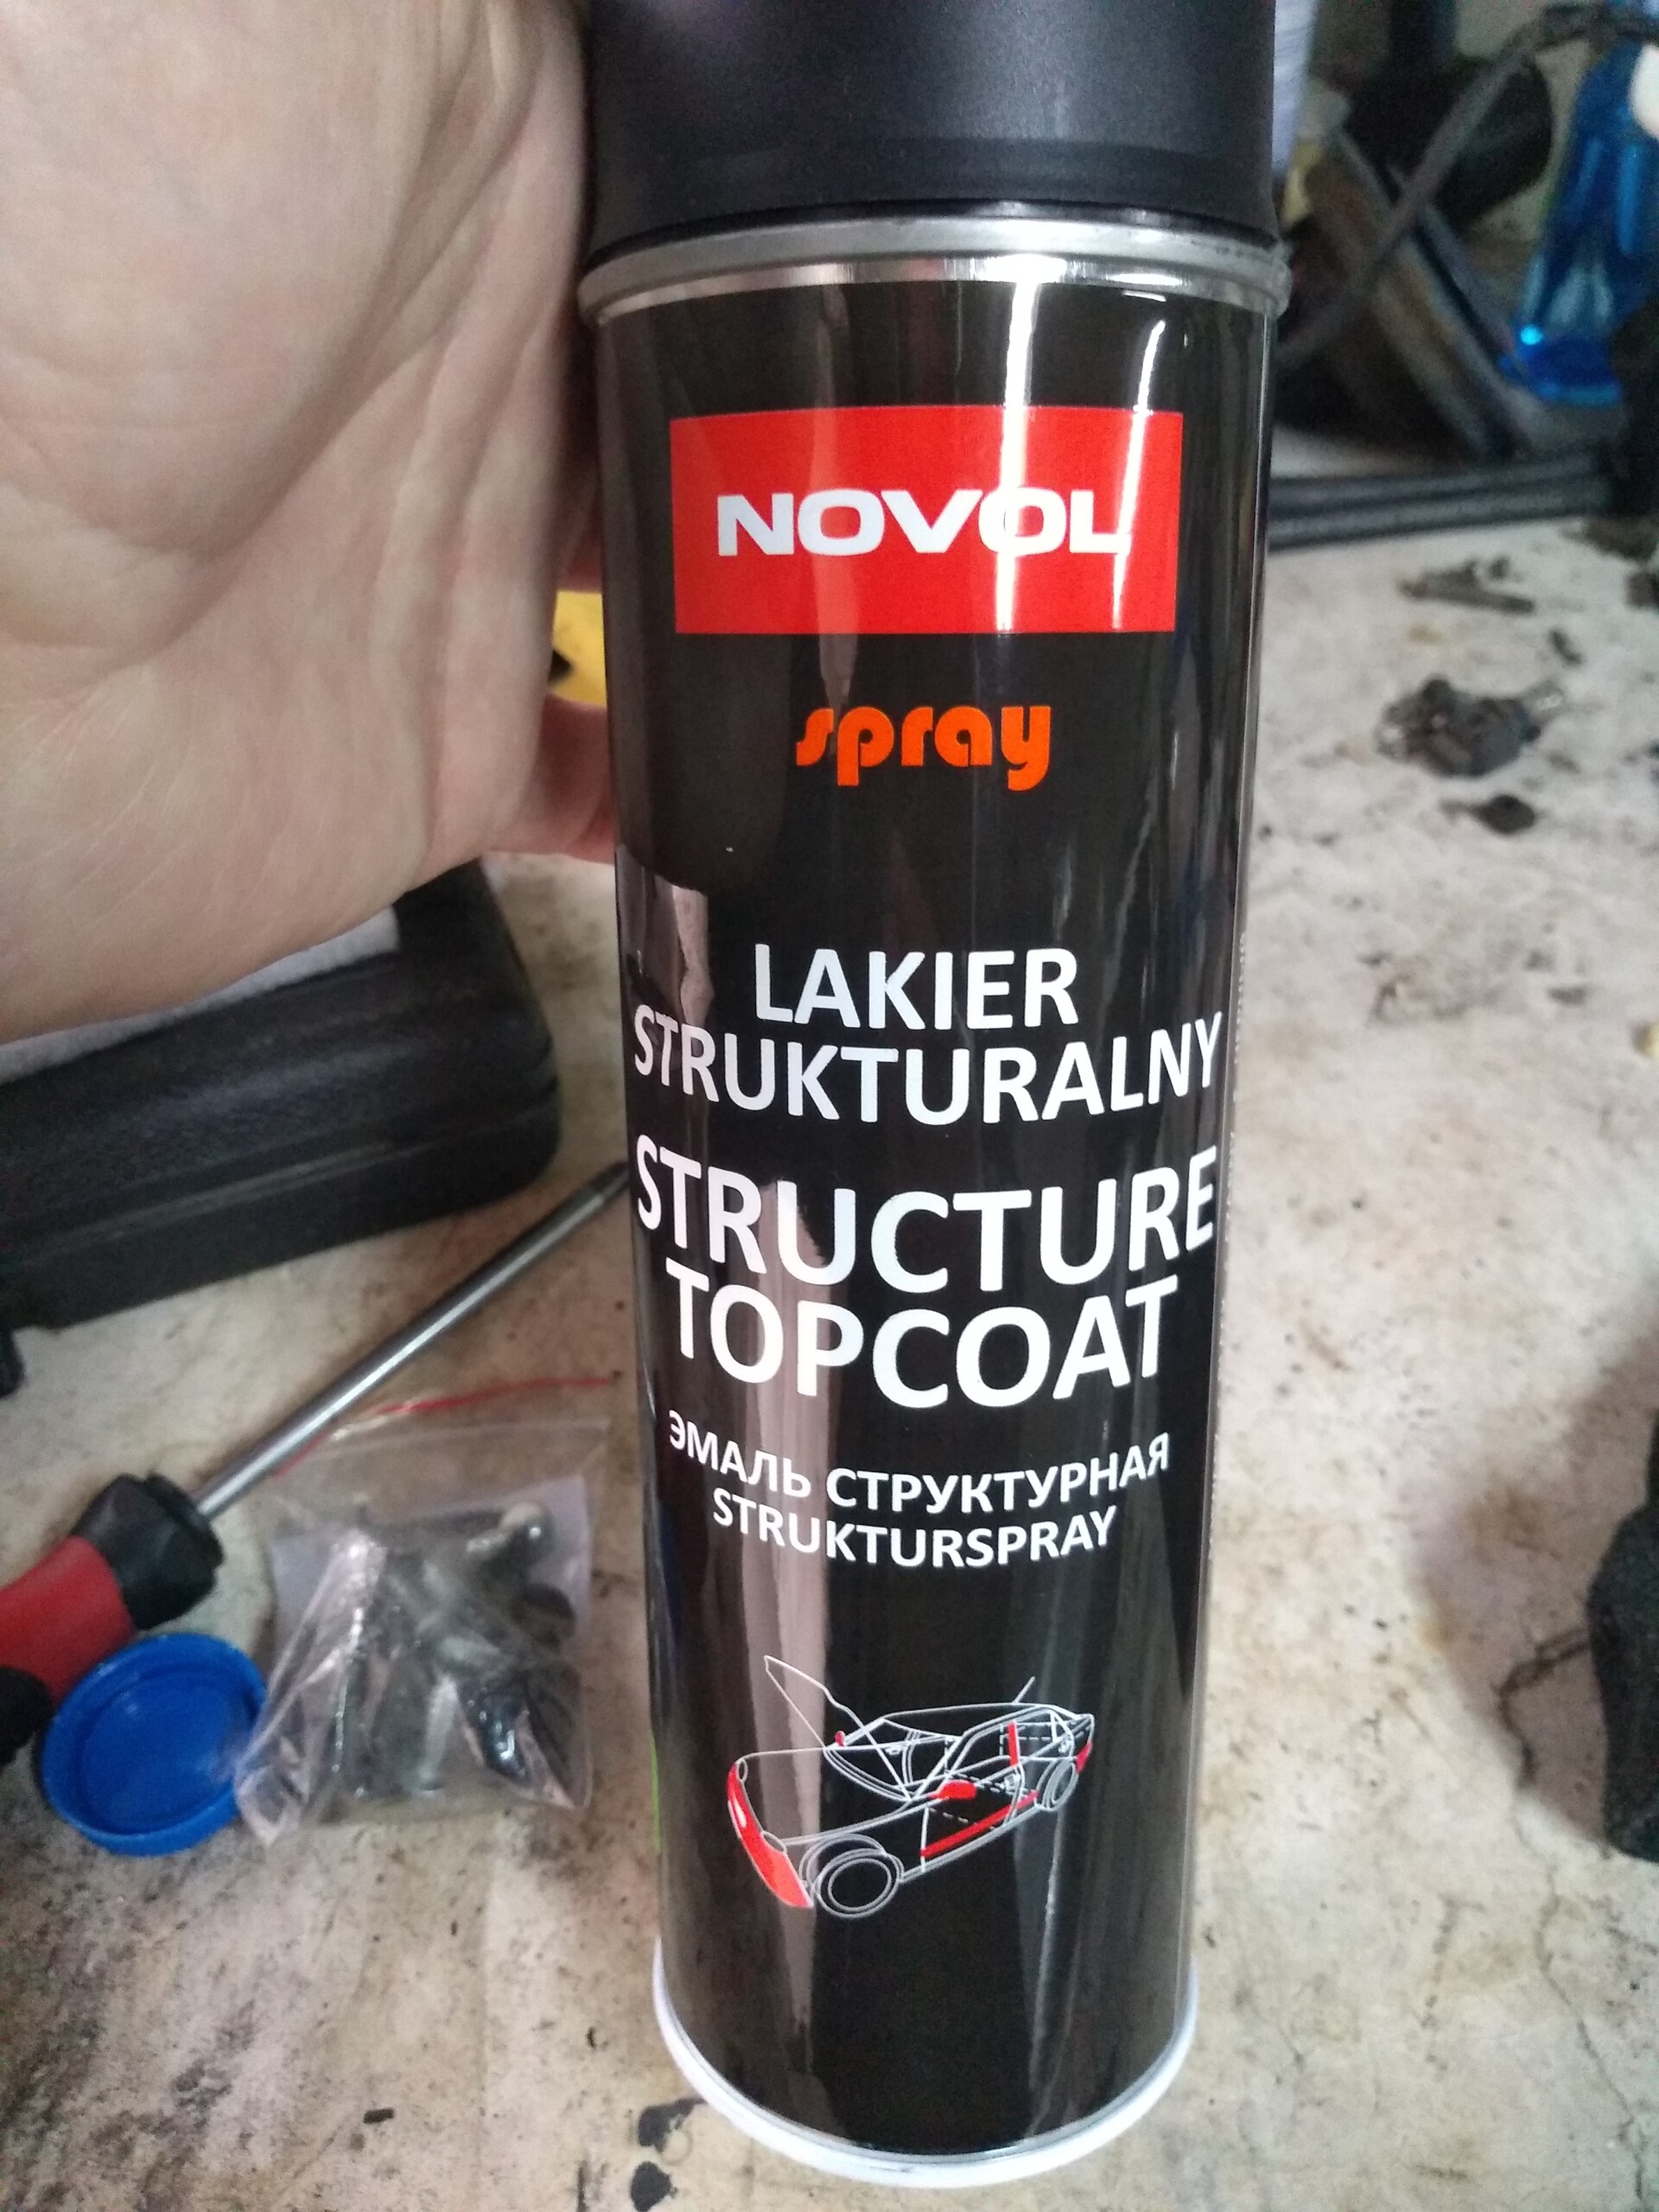 NOVOL
spray
LAKIER
STRUKTURALNY
STRUCTURE
TOPCOAT
ЭМАЛЬ СТРУКТУРНАЯ
STRUKTURSPRAY